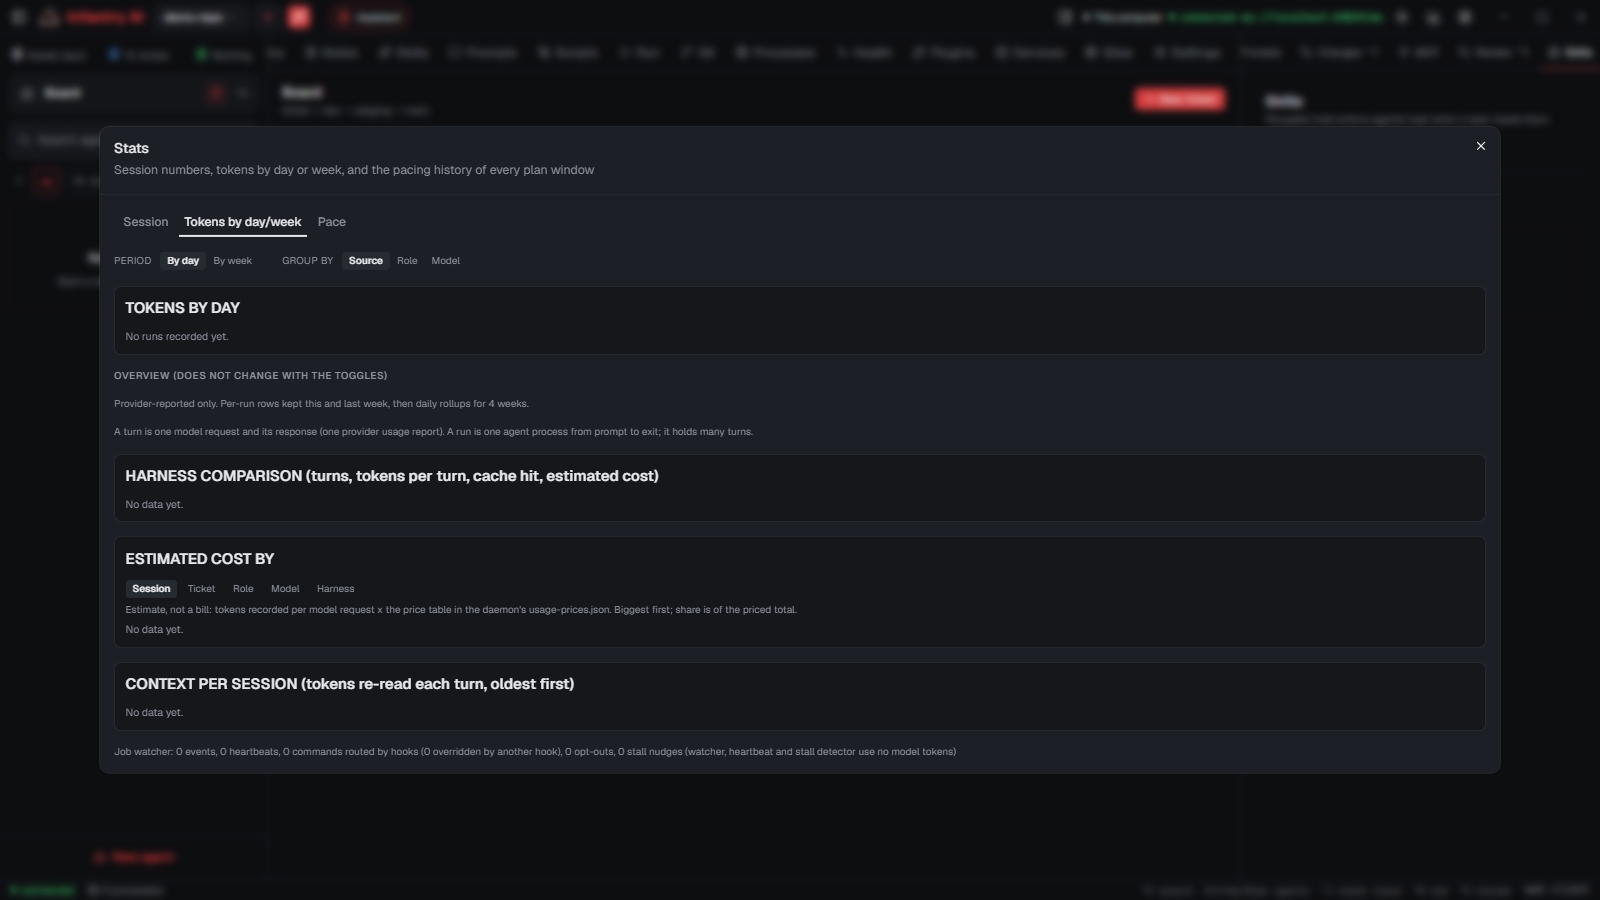 Infantry AI
Board
Board
Stats
Session numbers, tokens by day or week, and the pacing history of every plan window
Session Tokens by day/week Pace
PERIOD By day By week GROUP BY Source Role Model
TOKENS BY DAY
No runs recorded yet.
OVERVIEW (DOES NOT CHANGE WITH THE TOGGLES)
Provider-reported only. Per-run rows kept this and last week, then daily rollups for 4 weeks.
A turn is one model request and its response (one provider usage report). A run is one agent process from prompt to exit; it holds many turns.
HARNESS COMPARISON (turns, tokens per turn, cache hit, estimated cost)
No data yet.
ESTIMATED COST BY
Session Ticket Role Model Harness
Estimate, not a bill: tokens recorded per model request x the price table in the daemon's usage-prices.json. Biggest first; share is of the priced total.
No data yet.
CONTEXT PER SESSION (tokens re-read each turn, oldest first)
No data yet.
Job watcher: 0 events, 0 heartbeats, 0 commands routed by hooks (0 overridden by another hook), 0 opt-outs, 0 stall nudges (watcher, heartbeat and stall detector use no model tokens)
New agent